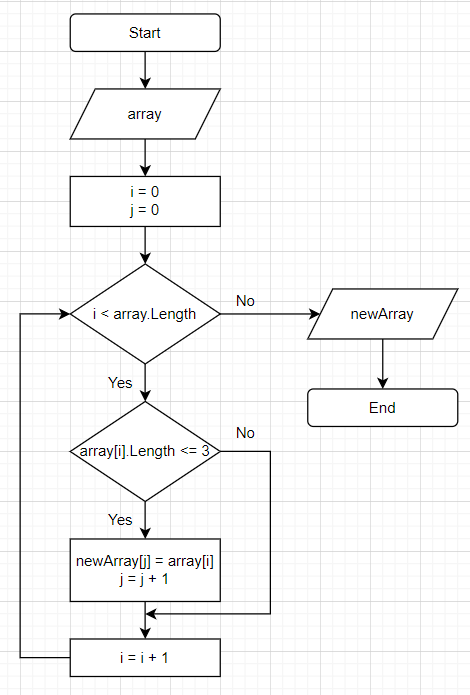 Start
array
i = 0
j = 0
i < array.Length
No
newArray
End
Yes
array[i].Length <= 3
No
Yes
newArray[j] = array[i]
j = j + 1
i = i + 1